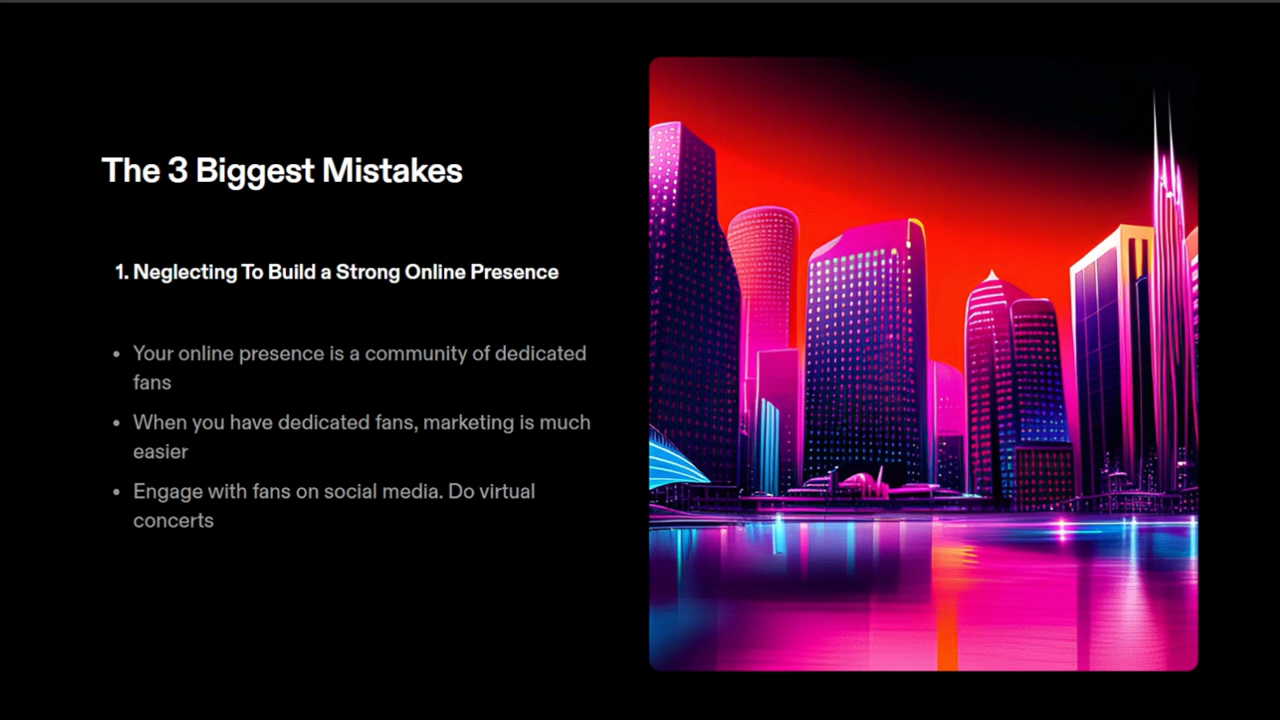 The 3 Biggest Mistakes
1. Neglecting To Build a Strong Online Presence
• Your online presence is a community of dedicated
fans
• When you have dedicated fans, marketing is much
easier
• Engage with fans on social media. Do virtual
concerts